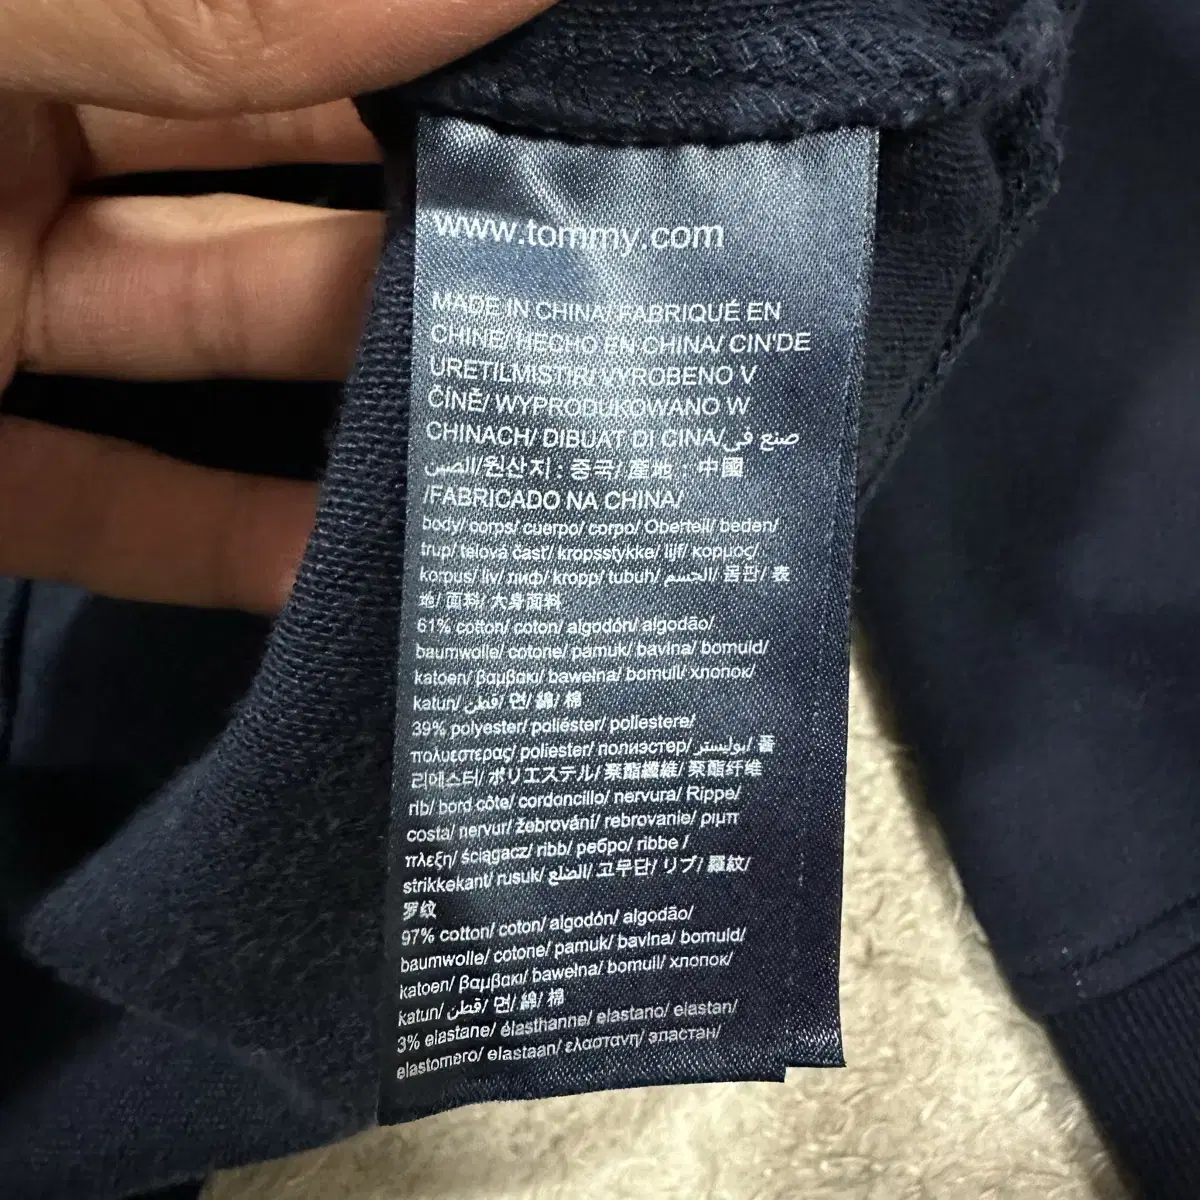 www.tommy.com
MADE IN CHINA/ FABRIQUÉ EN
CHINE/ HECHO EN CHINA/ CIN'DE
URETILMISTIR/ VYROBENO V
ČÍNĚ/ WYPRODUKOWANO W
CHINACH/ DIBUAT DI CINA/ صنع في
الصين/원산지 : 중국/ 產地 : 中國
/FABRICADO NA CHINA/
body/ corps/ cuerpo/ corpo/ Oberteil/ beden/
trup/ telová časť/ kropsstykke/ lijf/ κορμος/
korpus/ liv/ лиф/ kropp/ tubuh/ الجسم/ 몸판/ 表
地/ 面料/ 大身面料
61% cotton/ coton/ algodón/ algodão/
baumwolle/ cotone/ pamuk/ bavlna/ bomuld/
katoen/ βαμβακι/ bawełna/ bomull/ хлопок/
katun/ قطن/ 면/ 綿/ 棉
39% polyester/ poliéster/ poliestere/
πολυεστερας/ poliester/ полиэстер/ بوليستر/ 폴
리에스터/ ポリエステル/ 聚酯纖維/ 聚酯纤维
rib/ bord côte/ cordoncillo/ nervura/ Rippe/
costa/ nervur/ žebrování/ rebrovanie/ ριμπ
πλεξη/ ściągacz/ ribb/ ребро/ ribbe /
strikkekant/ rusuk/ الضلع/ 고무단/ リブ/ 羅紋/
罗纹
97% cotton/ coton/ algodón/ algodão/
baumwolle/ cotone/ pamuk/ bavlna/ bomuld/
katoen/ βαμβακι/ bawełna/ bomull/ хлопок/
katun/ قطن/ 면/ 綿/ 棉
3% elastane/ élasthanne/ elastano/ elastan/
elastomero/ elastaan/ ελαστανη/ эластан/